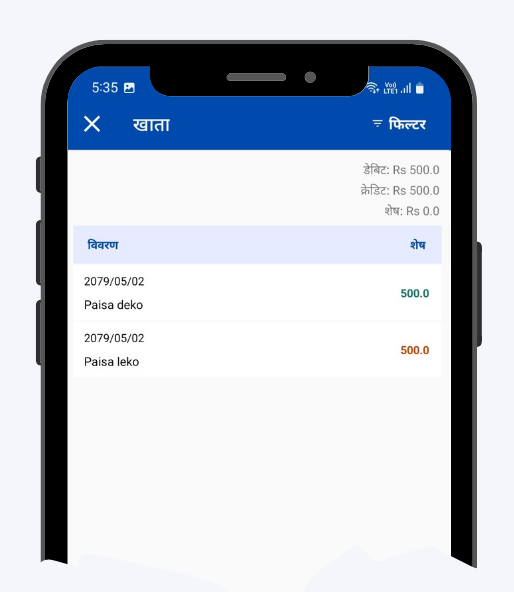 5:35
Vo))
LTE1
खाता
फिल्टर
डेबिट: Rs 500.0
क्रेडिट: Rs 500.0
शेष: Rs 0.0
विवरण शेष
2079/05/02
Paisa deko 500.0
2079/05/02
Paisa leko 500.0